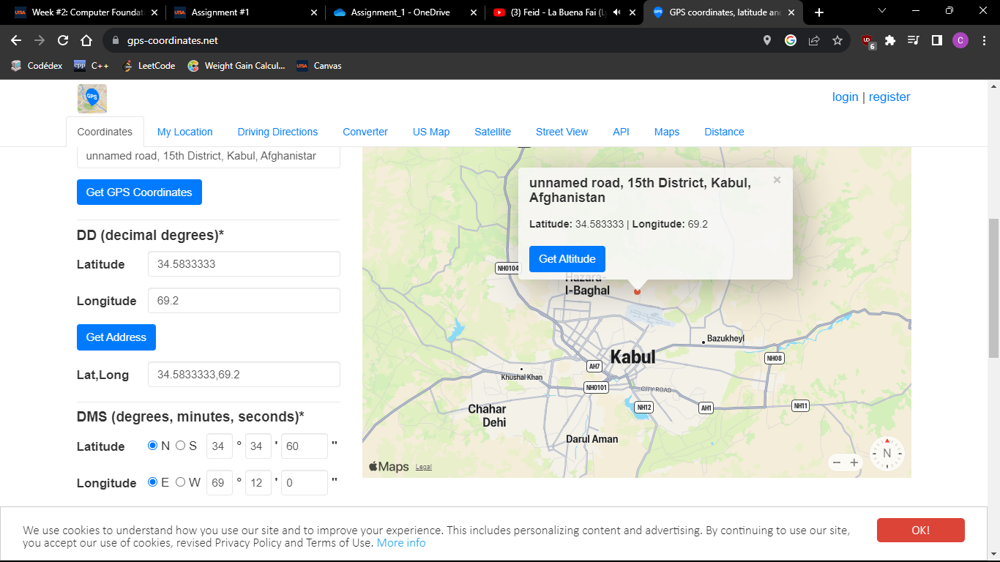 Week #2: Computer Foundat
Assignment #1
Assignment_1 - OneDrive
(3) Feid - La Buena Fai (Ly
GPS coordinates, latitude and
gps-coordinates.net
6
C
Codédex
cpp C++
LeetCode
Weight Gain Calcul...
UTSA Canvas
GPS
login | register
Coordinates
My Location
Driving Directions
Converter
US Map
Satellite
Street View
API
Maps
Distance
unnamed road, 15th District, Kabul, Afghanistar
Get GPS Coordinates
DD (decimal degrees)*
Latitude 34.5833333
Longitude 69.2
Get Address
Lat,Long 34.5833333,69.2
DMS (degrees, minutes, seconds)*
Latitude N S 34 ° 34 ' 60 "
Longitude E W 69 ° 12 ' 0 "
unnamed road, 15th District, Kabul,
Afghanistan
×
Latitude: 34.583333 | Longitude: 69.2
Get Altitude
NH0104
Hazara-
I-Baghal
Bazukheyl
Kabul
NH08
AH7
Khushal Khan
NH0101
CITY ROAD
Chahar
Dehi
NH12
AH1
NH11
Darul Aman
Maps Legal
N
We use cookies to understand how you use our site and to improve your experience. This includes personalizing content and advertising. By continuing to use our site,
you accept our use of cookies, revised Privacy Policy and Terms of Use. More info
OK!